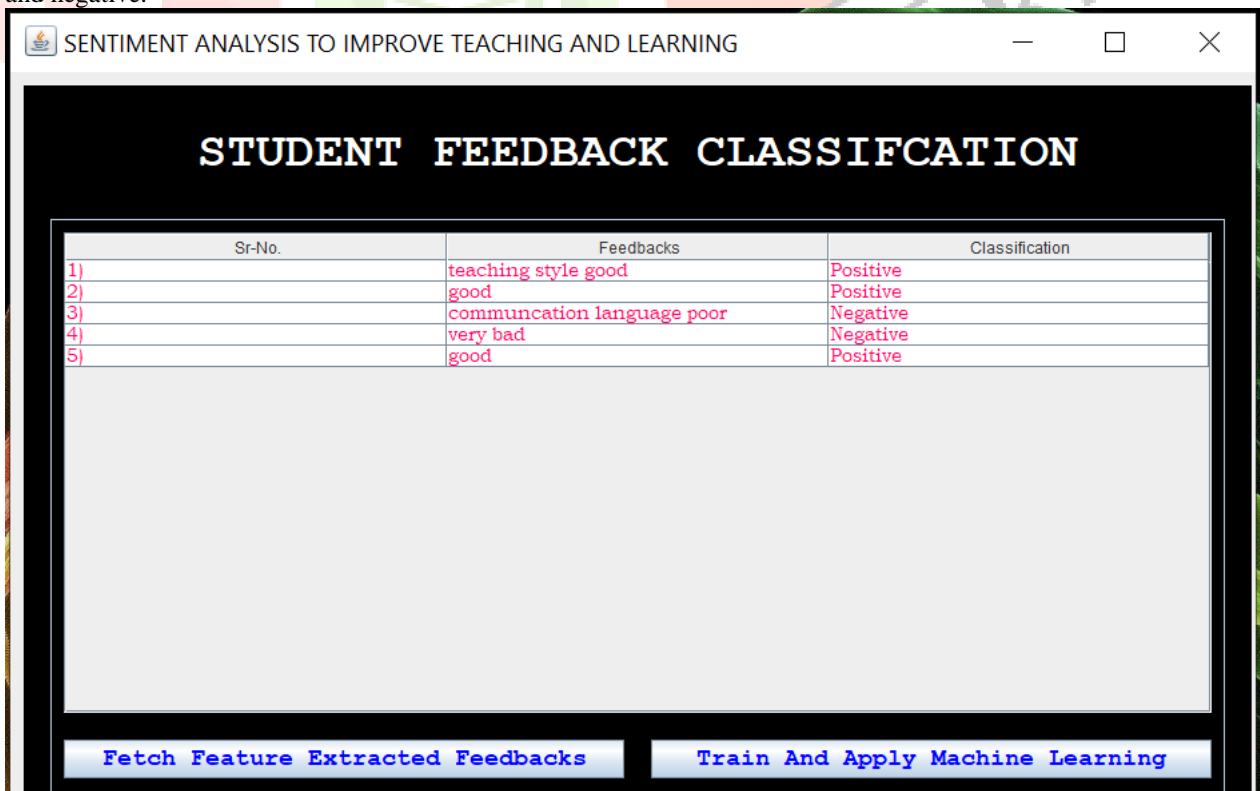 and negative.
SENTIMENT ANALYSIS TO IMPROVE TEACHING AND LEARNING
STUDENT FEEDBACK CLASSIFCATION
Sr-No. Feedbacks Classification
1) teaching style good Positive
2) good Positive
3) communcation language poor Negative
4) very bad Negative
5) good Positive
Fetch Feature Extracted Feedbacks Train And Apply Machine Learning